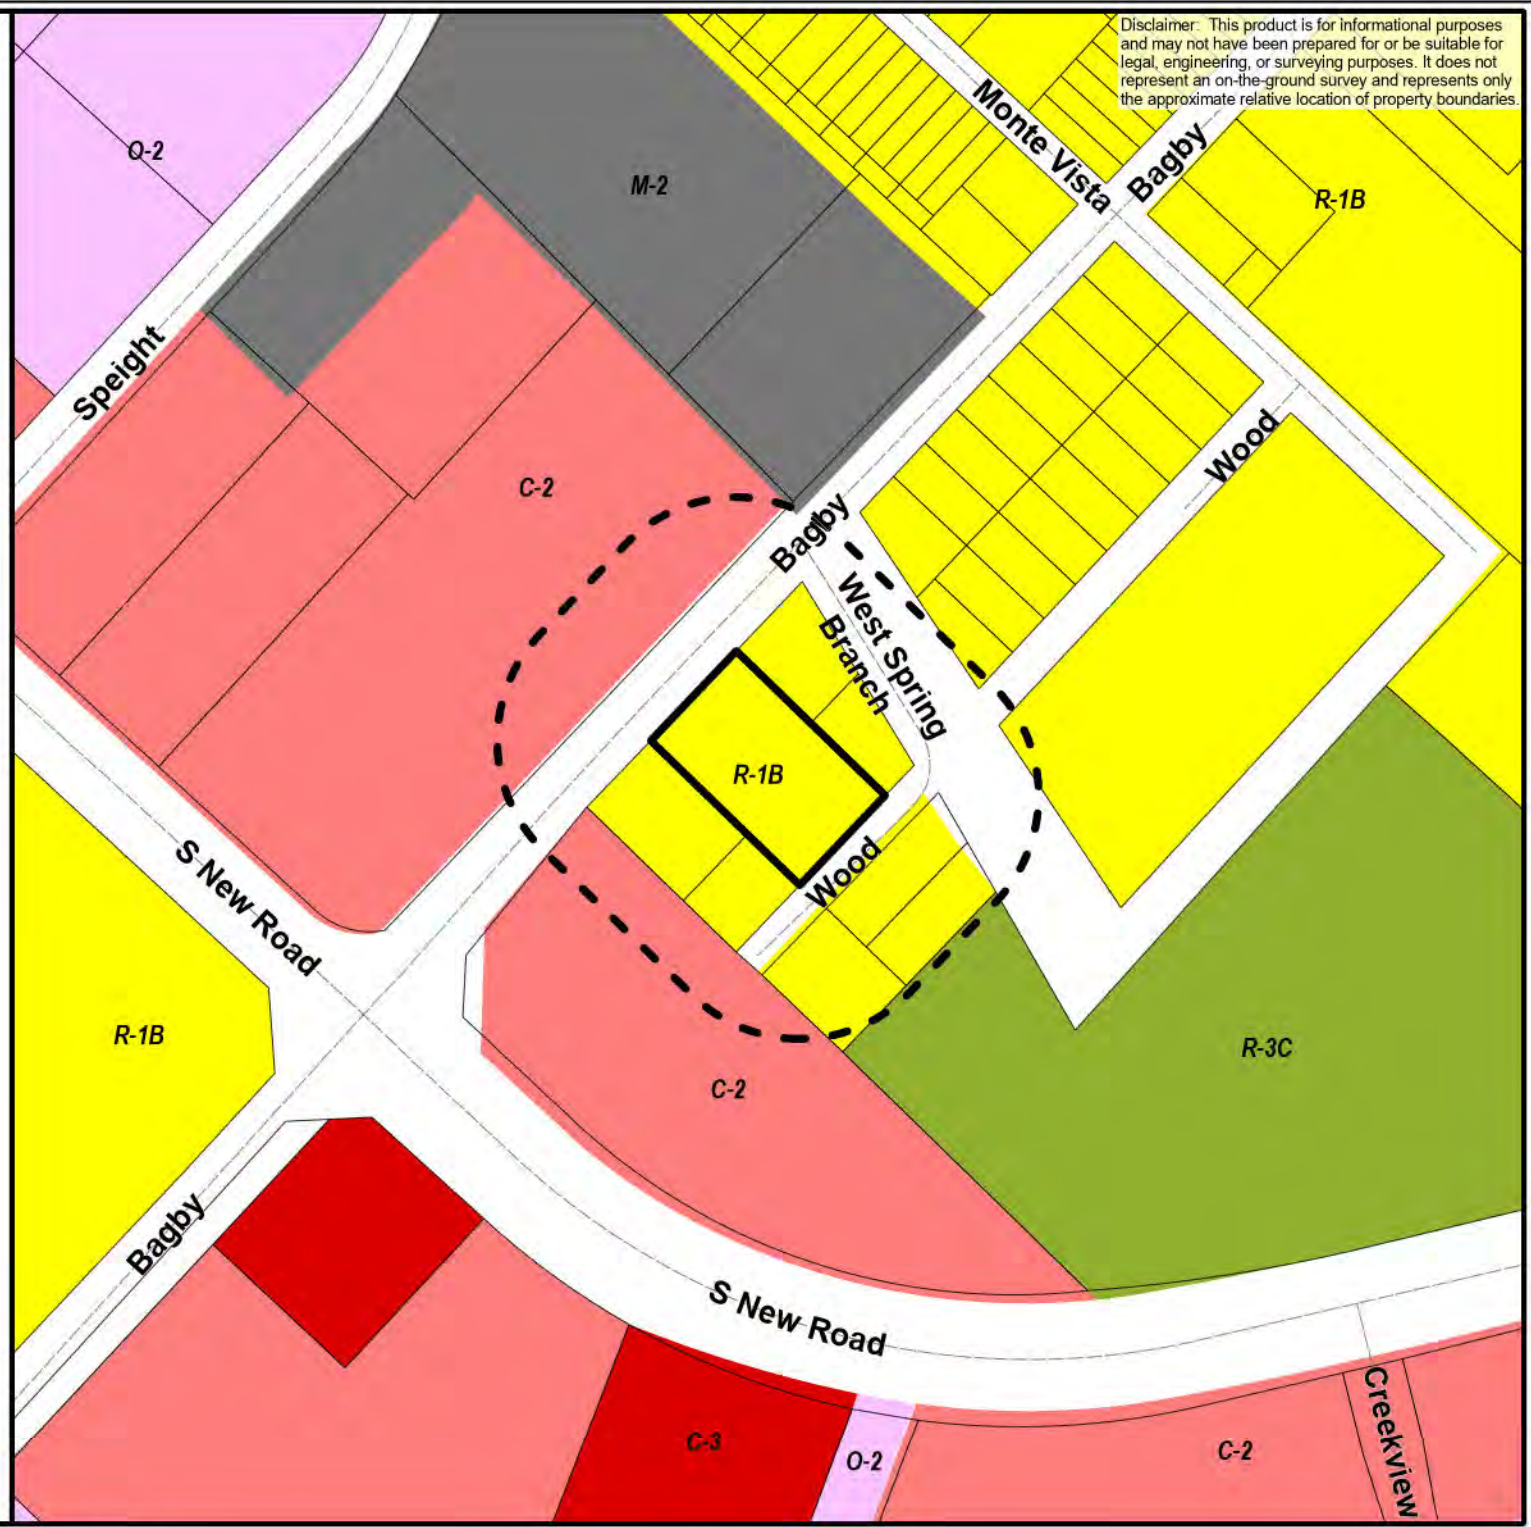 Disclaimer: This product is for informational purposes
and may not have been prepared for or be suitable for
legal, engineering, or surveying purposes. It does not
represent an on-the-ground survey and represents only
the approximate relative location of property boundaries.
O-2
M-2
Monte Vista
Bagby
R-1B
Speight
C-2
Wood
Bagby
West Spring
Branch
R-1B
Wood
S New Road
R-1B
C-2
R-3C
Bagby
S New Road
C-3
O-2
C-2
Creekview